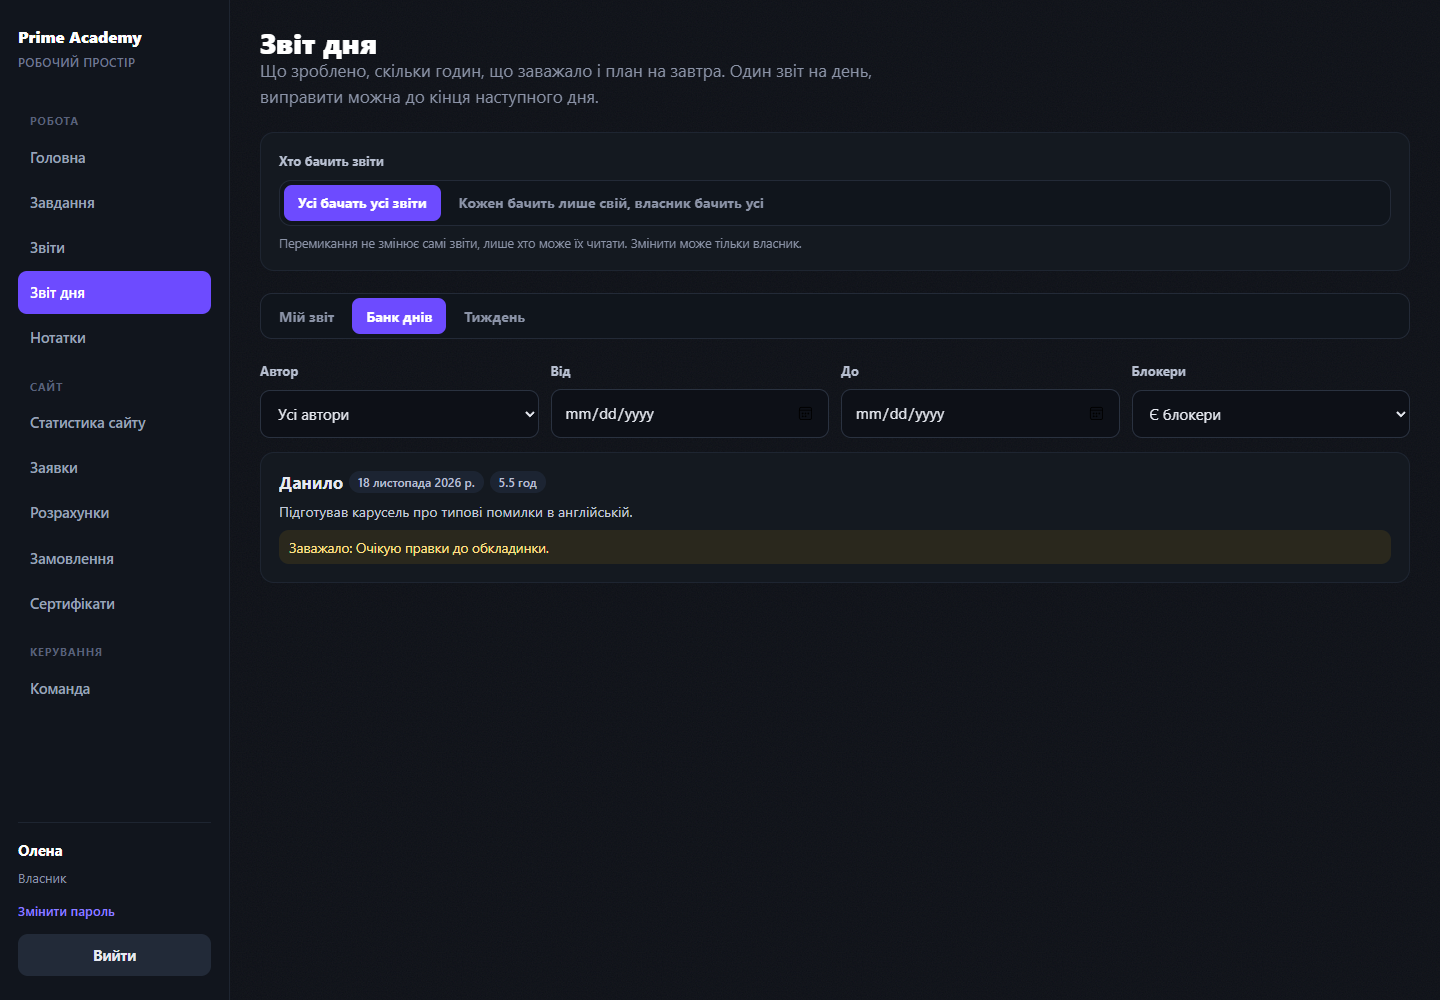 Prime Academy
РОБОЧИЙ ПРОСТІР
РОБОТА
Головна
Завдання
Звіти
Звіт дня
Нотатки
САЙТ
Статистика сайту
Заявки
Розрахунки
Замовлення
Сертифікати
КЕРУВАННЯ
Команда
Олена
Власник
Змінити пароль
Вийти
Звіт дня
Що зроблено, скільки годин, що заважало і план на завтра. Один звіт на день,
виправити можна до кінця наступного дня.
Хто бачить звіти
Усі бачать усі звіти
Кожен бачить лише свій, власник бачить усі
Перемикання не змінює самі звіти, лише хто може їх читати. Змінити може тільки власник.
Мій звіт
Банк днів
Тиждень
Автор
Від
До
Блокери
Усі автори
mm/dd/yyyy
mm/dd/yyyy
Є блокери
Данило
18 листопада 2026 р.
5.5 год
Підготував карусель про типові помилки в англійській.
Заважало: Очікую правки до обкладинки.